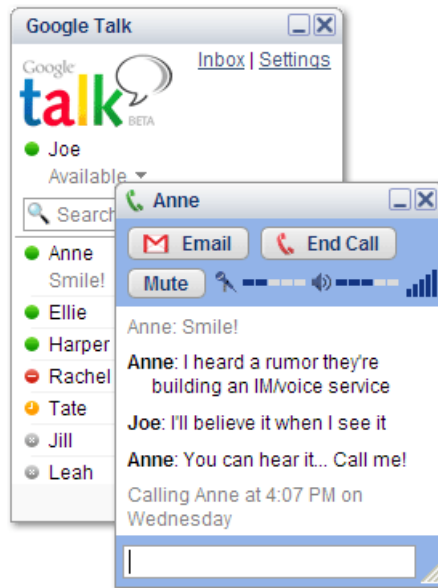 Google Talk
Inbox | Settings
Google
talk
BETA
Joe
Available
Search
Anne
Smile!
Ellie
Harper
Rachel
Tate
Jill
Leah
Anne
Email
End Call
Mute
Anne: Smile!
Anne: I heard a rumor they're
building an IM/voice service
Joe: I'll believe it when I see it
Anne: You can hear it... Call me!
Calling Anne at 4:07 PM on
Wednesday